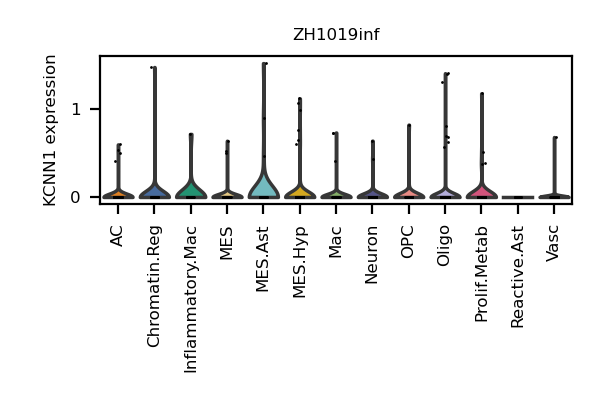 ZH1019inf
KCNN1 expression
1
0
AC
Chromatin.Reg
Inflammatory.Mac
MES
MES.Ast
MES.Hyp
Mac
Neuron
OPC
Oligo
Prolif.Metab
Reactive.Ast
Vasc